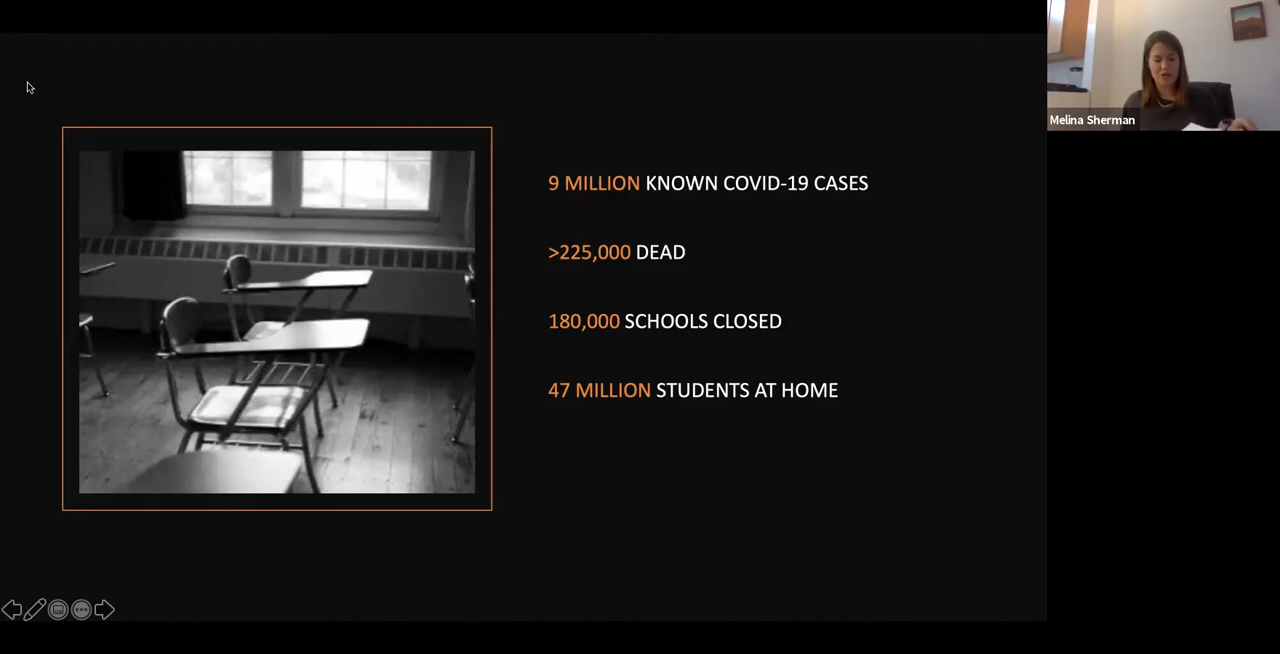 9 MILLION KNOWN COVID-19 CASES
>225,000 DEAD
180,000 SCHOOLS CLOSED
47 MILLION STUDENTS AT HOME
Melina Sherman